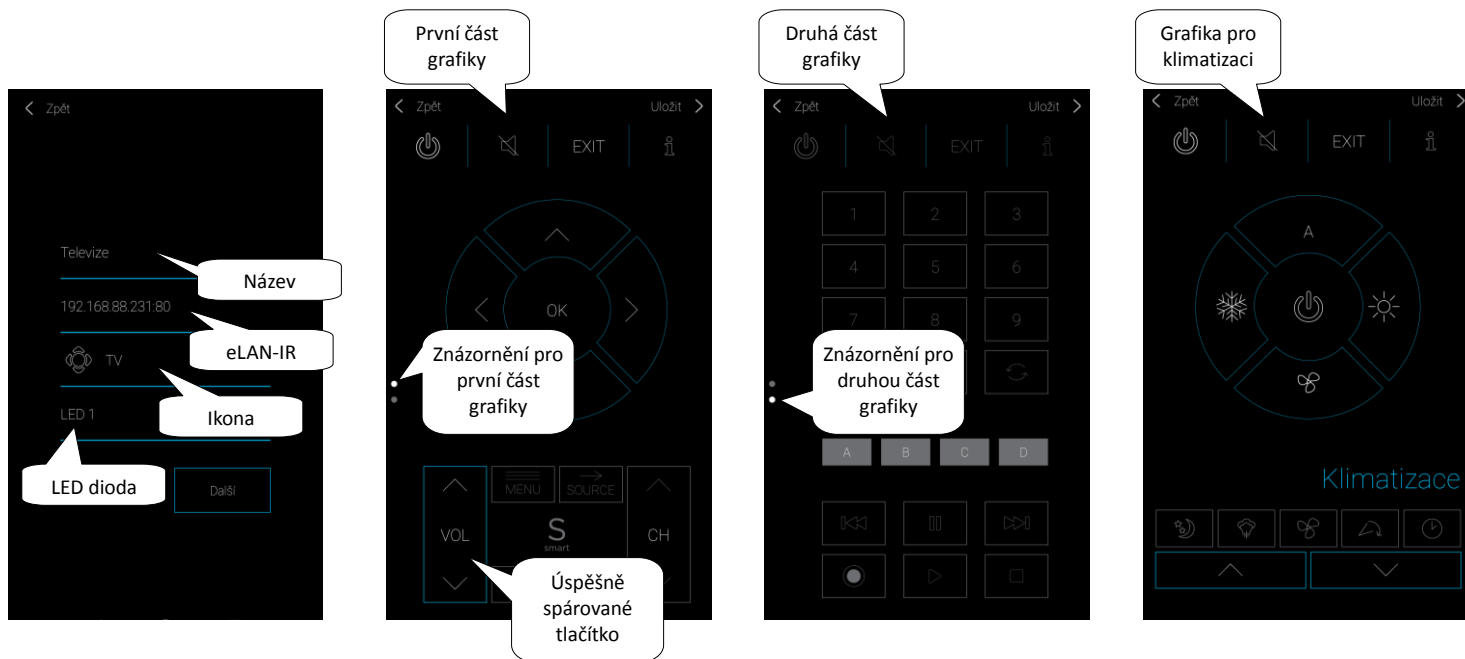 Zpět
Televize
Název
192.168.88.231:80
eLAN-IR
TV
Ikona
LED 1
LED dioda
Další
První část
grafiky
Zpět
Uložit
EXIT
i
OK
Znázornění pro
první část
grafiky
MENU
SOURCE
VOL
S
smart
CH
Úspěšně
spárované
tlačítko
Druhá část
grafiky
Zpět
Uložit
EXIT
i
1
2
3
4
5
6
7
8
9
Znázornění pro
druhou část
grafiky
A
B
C
D
Grafika pro
klimatizaci
Zpět
Uložit
EXIT
i
A
Klimatizace